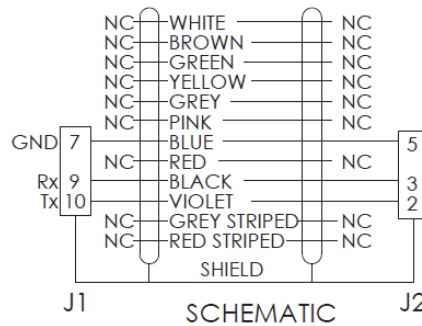 NC WHITE NC
NC BROWN NC
NC GREEN NC
NC YELLOW NC
NC GREY NC
NC PINK NC
GND 7 BLUE 5
NC RED NC
Rx 9 BLACK 3
Tx 10 VIOLET 2
NC GREY STRIPED NC
NC RED STRIPED NC
SHIELD
J1 SCHEMATIC J2